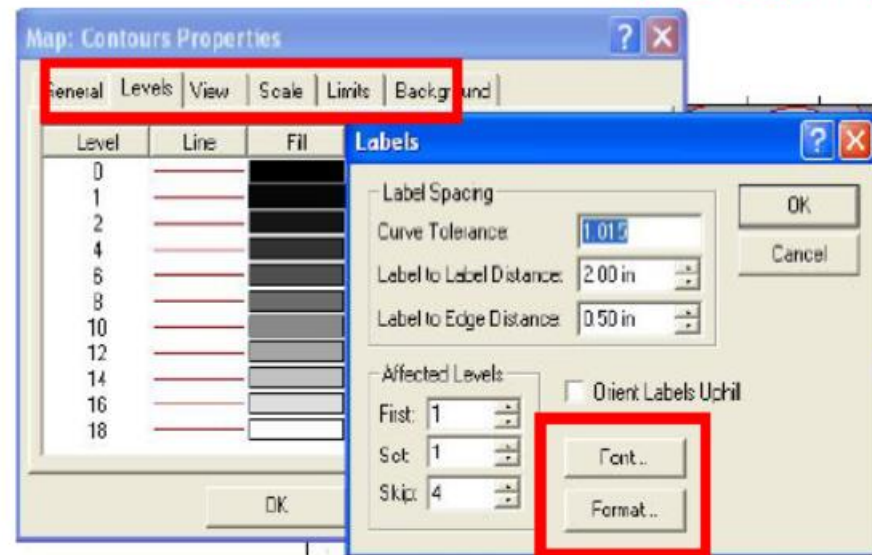 Map: Contours Properties
General Levels View Scale Limits Background
Level Line Fill
0
1
2
4
6
8
10
12
14
16
18
OK
Labels
Label Spacing
Curve Tolerance: 1.015
Label to Label Distance: 2.00 in
Label to Edge Distance: 0.50 in
OK
Cancel
Affected Levels
First: 1
Set: 1
Skip: 4
Orient Labels Uphill
Font...
Format...